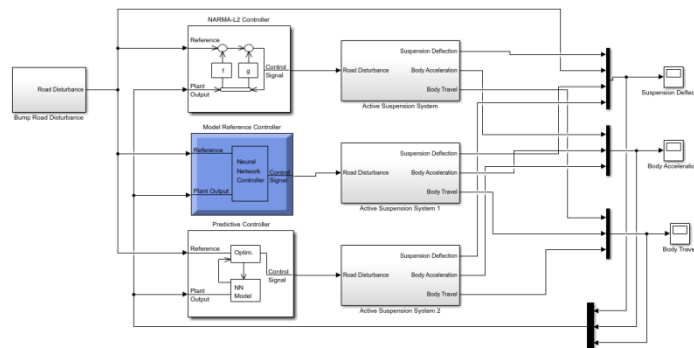 NARMA-L2 Controller
Reference
f
g
Plant
Output
Control
Signal
Road Disturbance
Bump Road Disturbance
Road Disturbance
Suspension Deflection
Body Acceleration
Body Travel
Active Suspension System
Suspension Deflec
Model Reference Controller
Reference
Neural
Network
Controller
Plant Output
Control
Signal
Road Disturbance
Suspension Deflection
Body Acceleration
Body Travel
Active Suspension System 1
Body Acceleratio
Predictive Controller
Reference
Optim.
NN
Model
Plant
Output
Control
Signal
Road Disturbance
Suspension Deflection
Body Acceleration
Body Travel
Active Suspension System 2
Body Trave